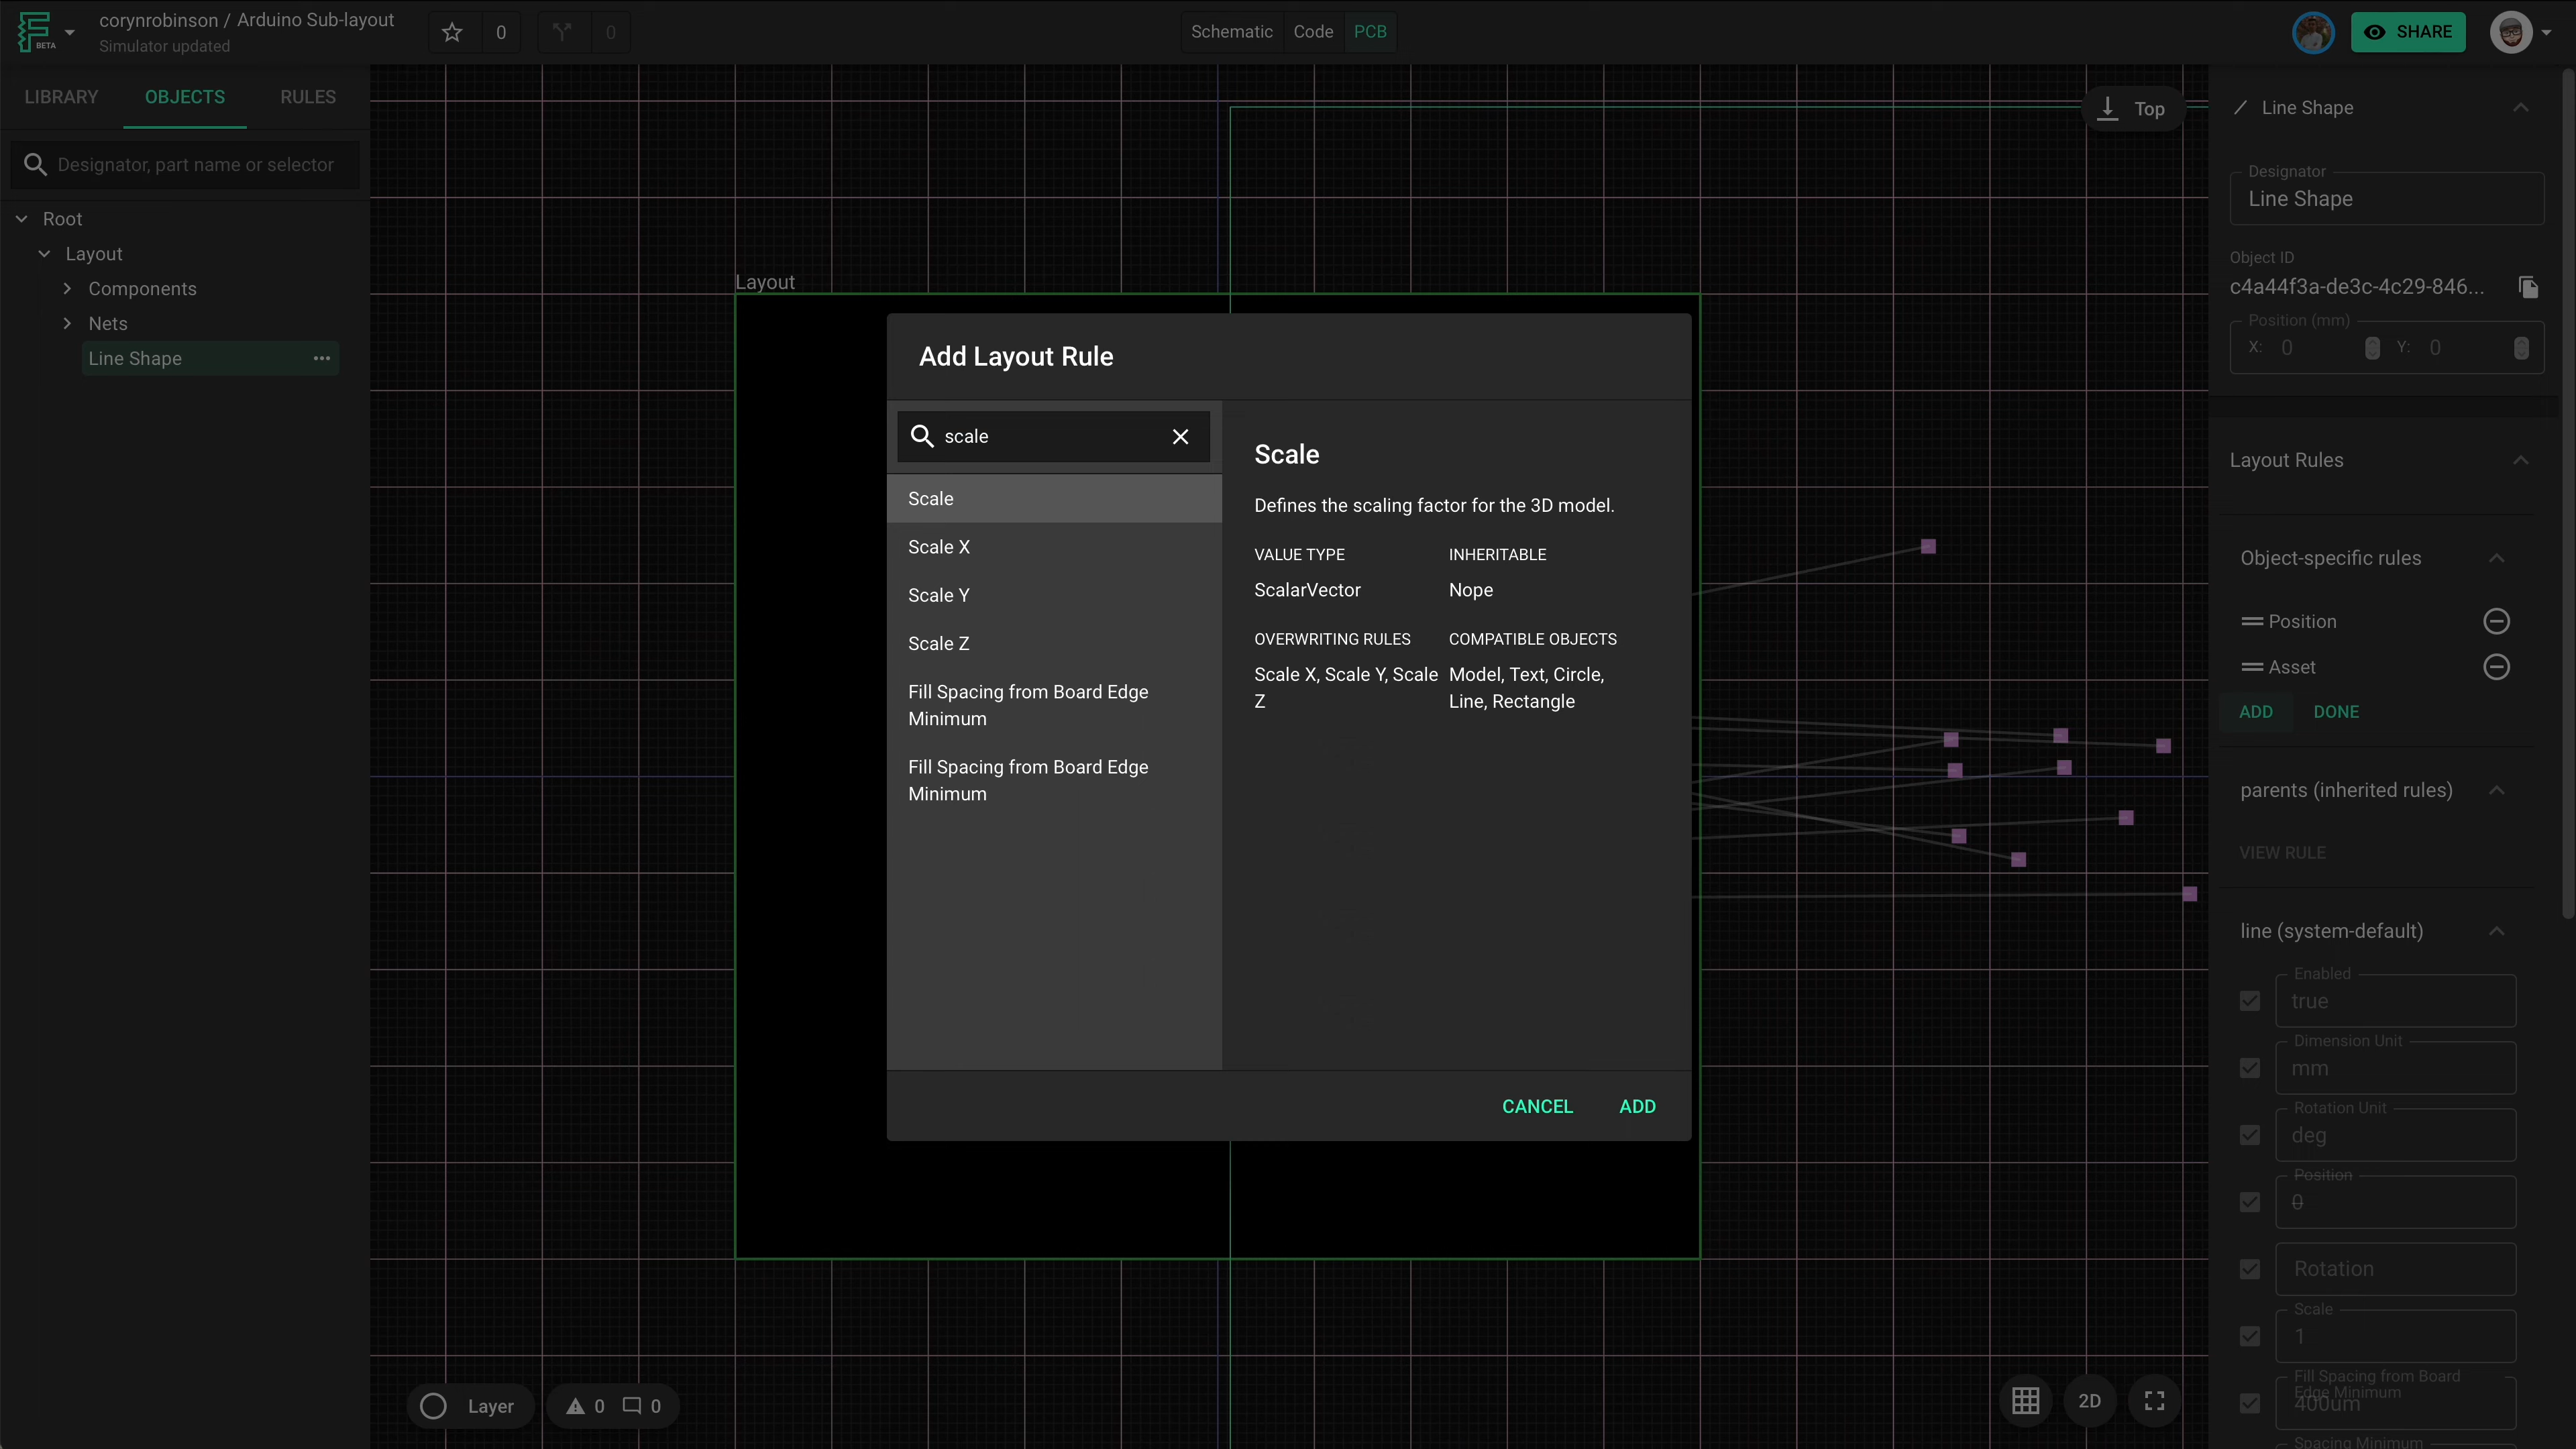 corynrobinson / Arduino Sub-layout
BETA
Simulator updated
0
0
Schematic
Code
PCB
SHARE
LIBRARY
OBJECTS
RULES
Designator, part name or selector
Root
Layout
Components
Nets
Line Shape
Layout
Top
Add Layout Rule
scale
Scale
Scale X
Scale Y
Scale Z
Fill Spacing from Board Edge
Minimum
Fill Spacing from Board Edge
Minimum
Scale
Defines the scaling factor for the 3D model.
VALUE TYPE
INHERITABLE
ScalarVector
Nope
OVERWRITING RULES
COMPATIBLE OBJECTS
Scale X, Scale Y, Scale
Z
Model, Text, Circle,
Line, Rectangle
CANCEL
ADD
Line Shape
Designator
Line Shape
Object ID
c4a44f3a-de3c-4c29-846...
Position (mm)
X: 0
Y: 0
Layout Rules
Object-specific rules
Position
Asset
ADD
DONE
parents (inherited rules)
VIEW RULE
line (system-default)
Enabled
true
Dimension Unit
mm
Rotation Unit
deg
Position
0
Rotation
Scale
1
Fill Spacing from Board
Edge Minimum
400um
Spacing Minimum
Layer
0
0
2D